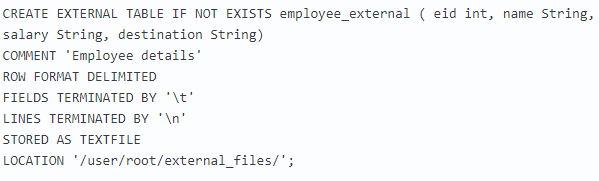 CREATE EXTERNAL TABLE IF NOT EXISTS employee_external ( eid int, name String,
salary String, destination String)
COMMENT 'Employee details'
ROW FORMAT DELIMITED
FIELDS TERMINATED BY '\t'
LINES TERMINATED BY '\n'
STORED AS TEXTFILE
LOCATION '/user/root/external_files/';